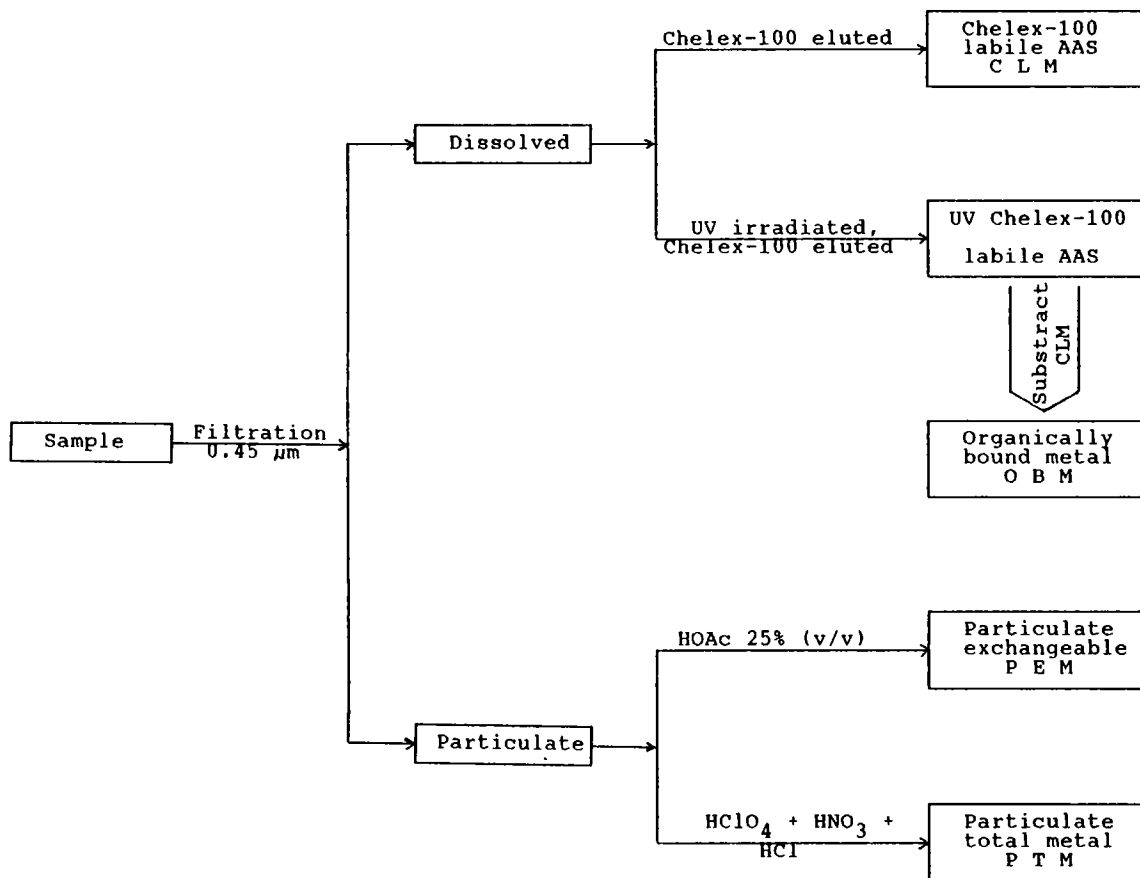 Chelex-100 eluted
Chelex-100
labile AAS
C L M
Dissolved
UV irradiated,
Chelex-100 eluted
UV Chelex-100
labile AAS
Substract
CLM
Sample
Filtration
0.45 µm
Organically
bound metal
O B M
HOAc 25% (v/v)
Particulate
exchangeable
P E M
Particulate
HClO₄ + HNO₃ +
HCl
Particulate
total metal
P T M